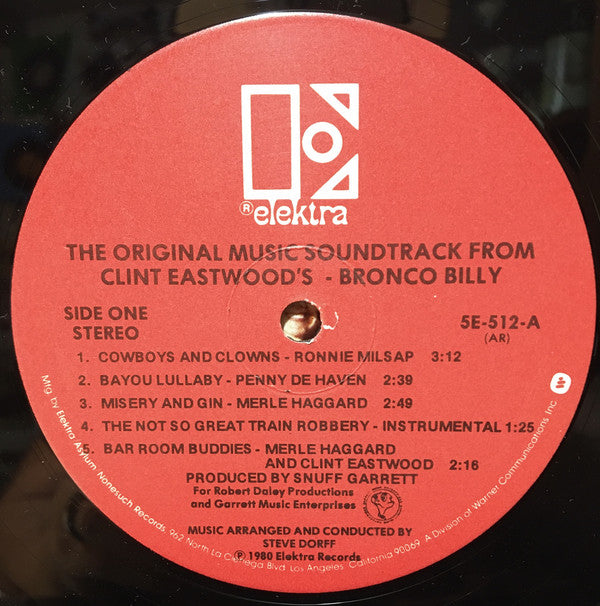 ® elektra
THE ORIGINAL MUSIC SOUNDTRACK FROM
CLINT EASTWOOD'S - BRONCO BILLY
SIDE ONE
STEREO
5E-512-A
(AR)
1. COWBOYS AND CLOWNS - RONNIE MILSAP 3:12
2. BAYOU LULLABY - PENNY DE HAVEN 2:39
3. MISERY AND GIN - MERLE HAGGARD 2:49
4. THE NOT SO GREAT TRAIN ROBBERY - INSTRUMENTAL 1:25
5. BAR ROOM BUDDIES - MERLE HAGGARD
AND CLINT EASTWOOD 2:16
PRODUCED BY SNUFF GARRETT
For Robert Daley Productions
and Garrett Music Enterprises
MUSIC ARRANGED AND CONDUCTED BY
STEVE DORFF
℗ 1980 Elektra Records
Mfg. by Elektra Asylum Nonesuch Records, 962 North La Cienega Blvd. Los Angeles, California 90069. A Division of Warner Communications Inc.